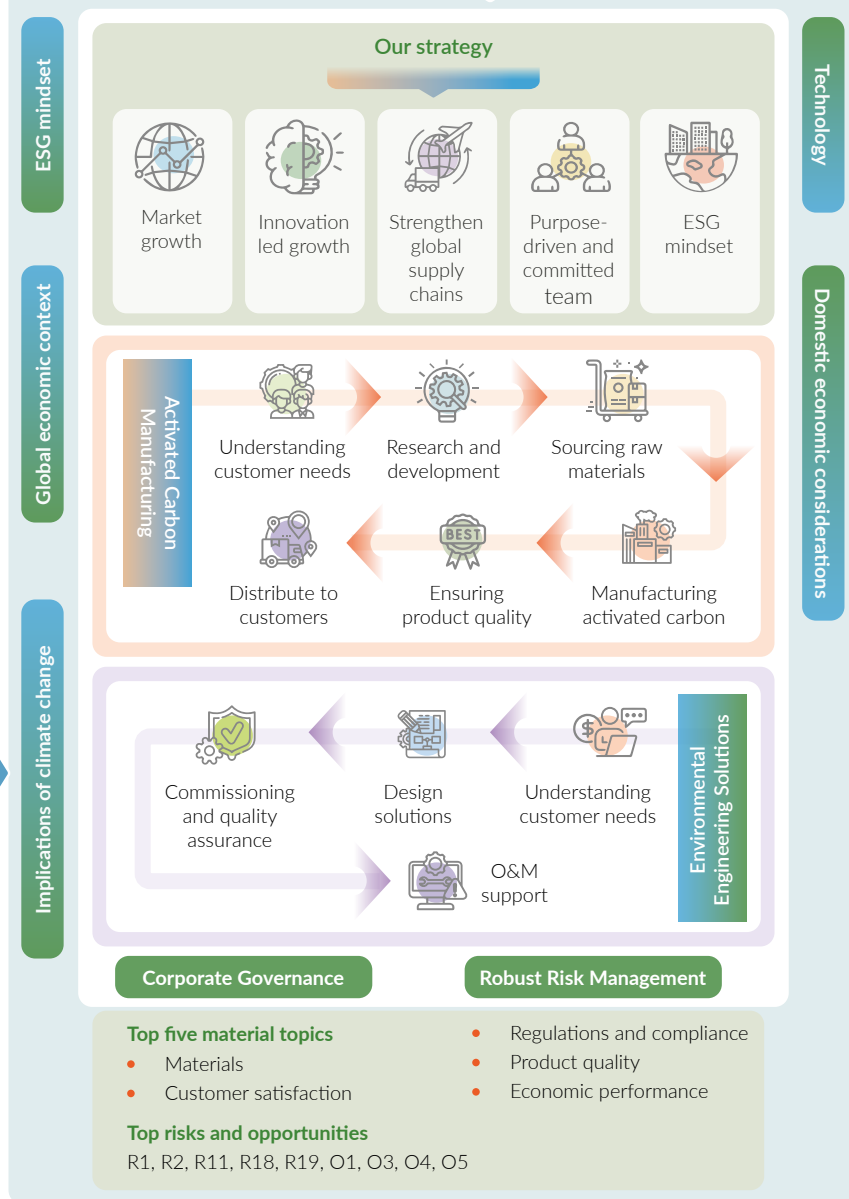 ESG mindset
Global economic context
Implications of climate change
Technology
Domestic economic considerations
Our strategy
Market
growth
Innovation
led growth
Strengthen
global
supply
chains
Purpose-
driven and
committed
team
ESG
mindset
Activated Carbon
Manufacturing
Understanding
customer needs
Research and
development
Sourcing raw
materials
Manufacturing
activated carbon
BEST
Ensuring
product quality
Distribute to
customers
Environmental
Engineering Solutions
Understanding
customer needs
Design
solutions
Commissioning
and quality
assurance
O&M
support
Corporate Governance
Robust Risk Management
Top five material topics
• Materials
• Customer satisfaction
• Regulations and compliance
• Product quality
• Economic performance
Top risks and opportunities
R1, R2, R11, R18, R19, O1, O3, O4, O5